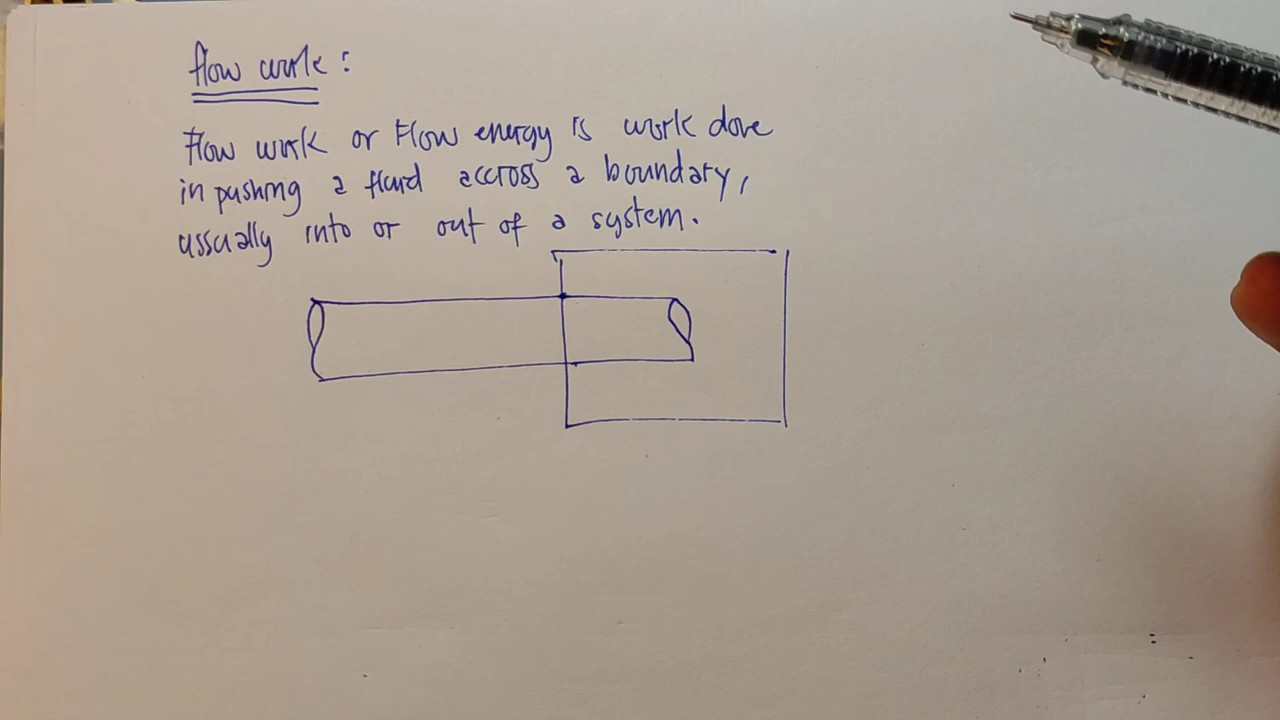 flow work :
Flow work or Flow energy is work done
in pushing a fluid accross a boundary,
ussually into or out of a system.